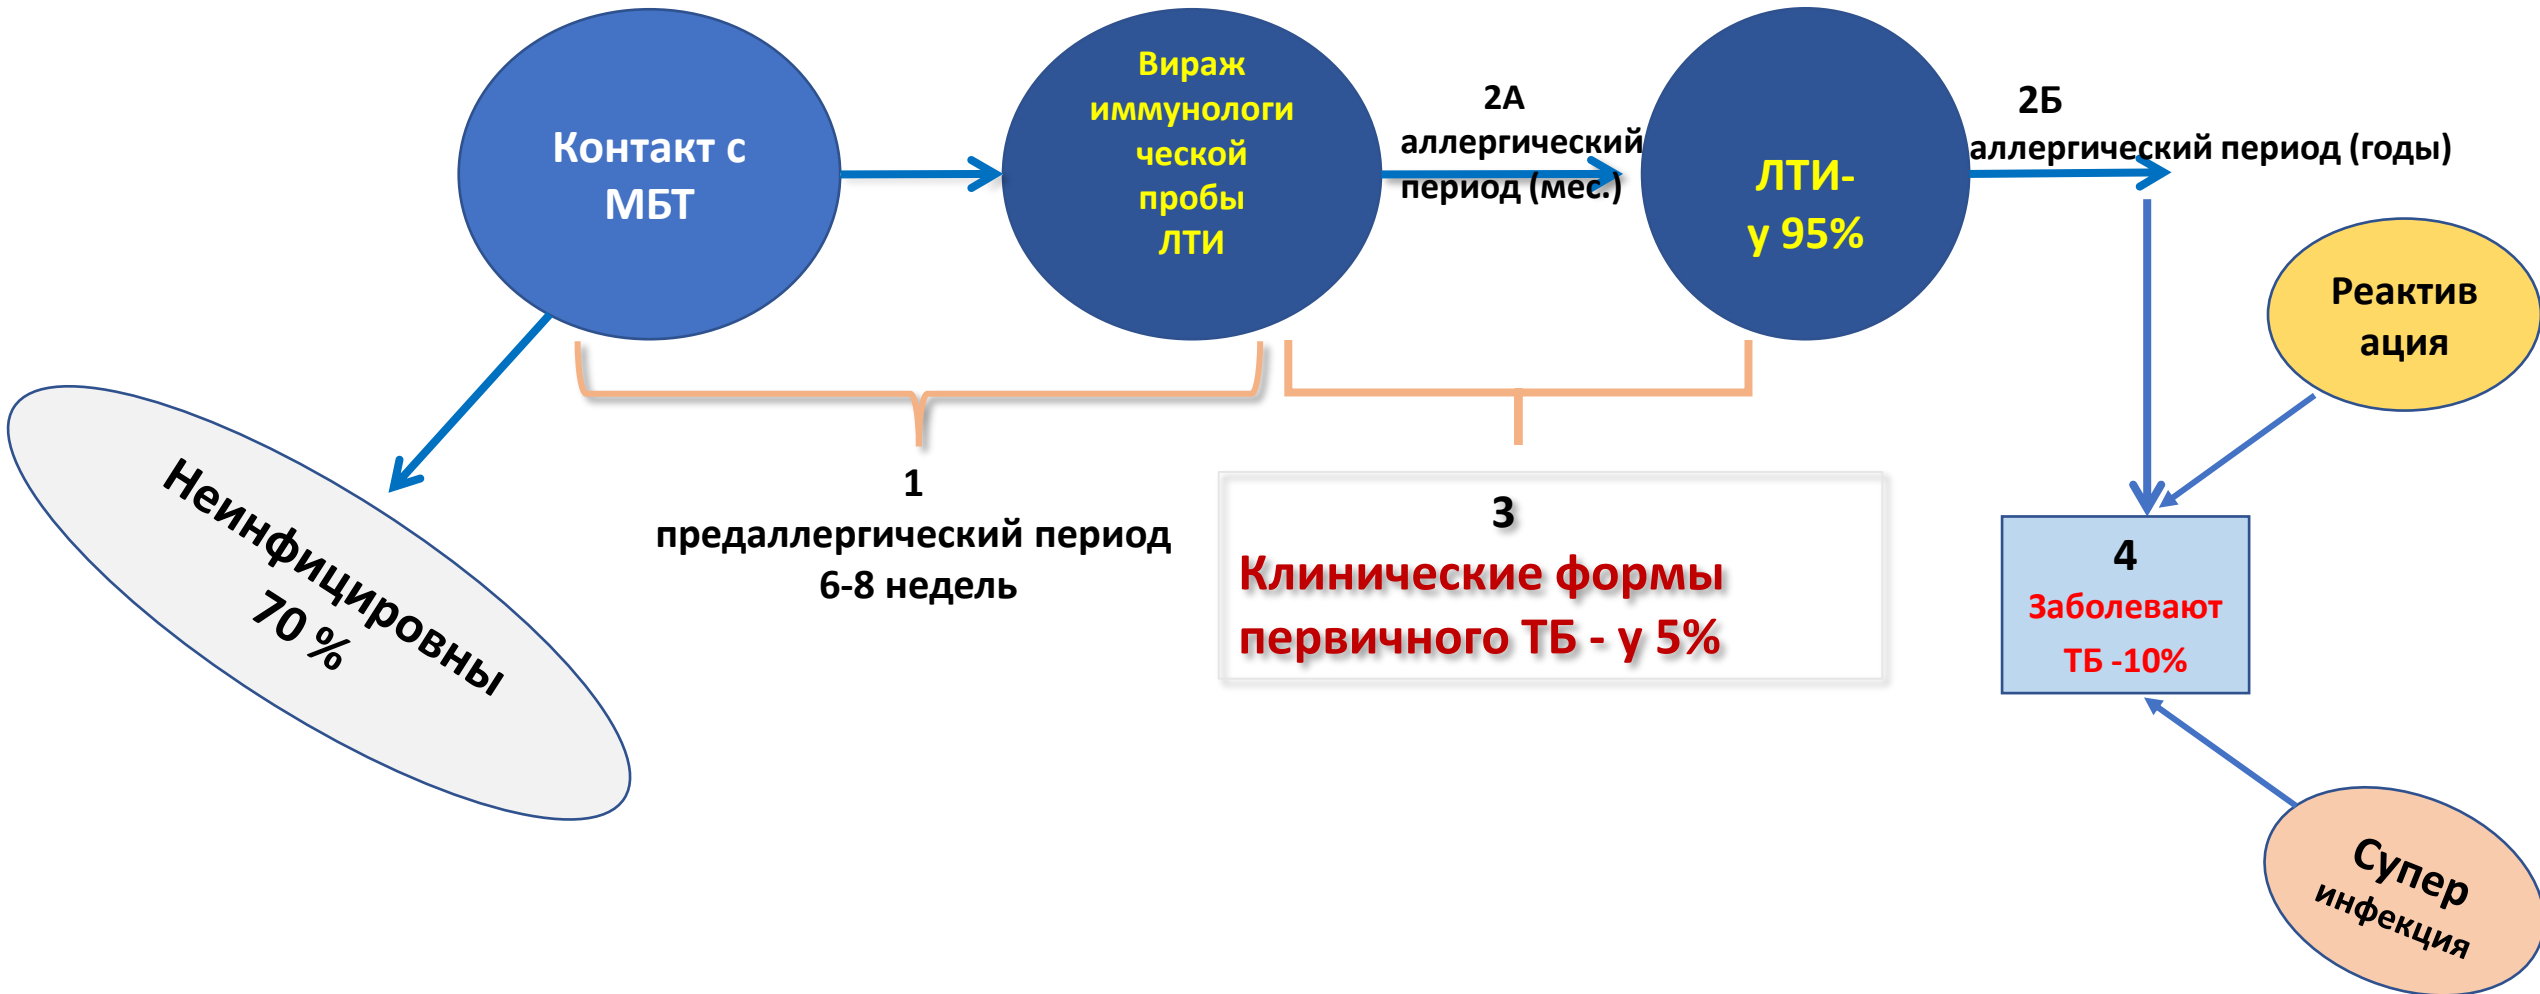 Контакт с
МБТ
Вираж
иммунологи
ческой
пробы
ЛТИ
2А
аллергический
период (мес.)
ЛТИ-
у 95%
2Б
аллергический период (годы)
Реактив
ация
Неинфицировны
70 %
1
предаллергический период
6-8 недель
3
Клинические формы
первичного ТБ - у 5%
4
Заболевают
ТБ -10%
Супер
инфекция